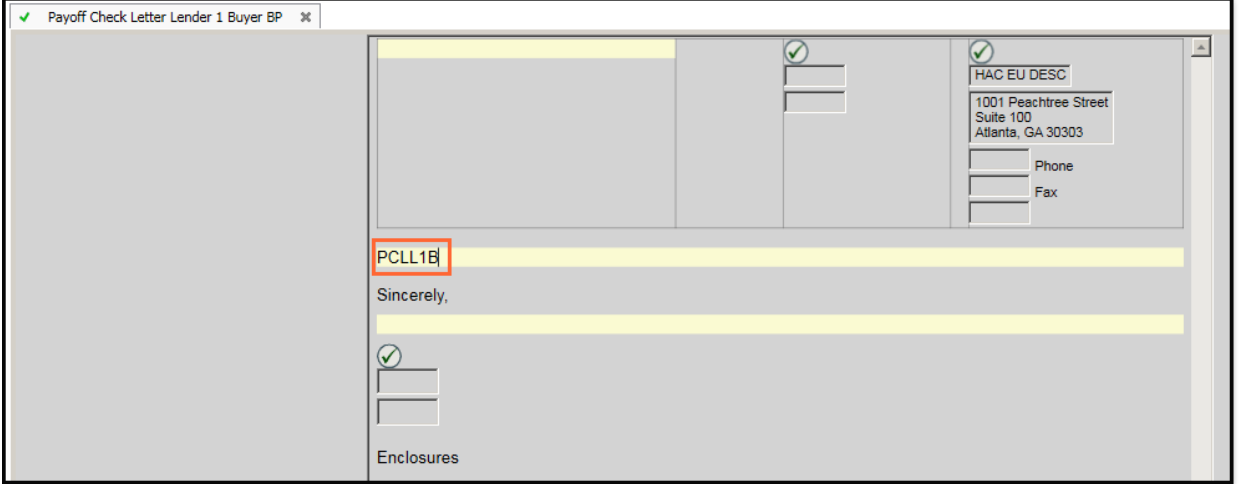 Payoff Check Letter Lender 1 Buyer BP
HAC EU DESC
1001 Peachtree Street
Suite 100
Atlanta, GA 30303
Phone
Fax
PCLL1B
Sincerely,
Enclosures